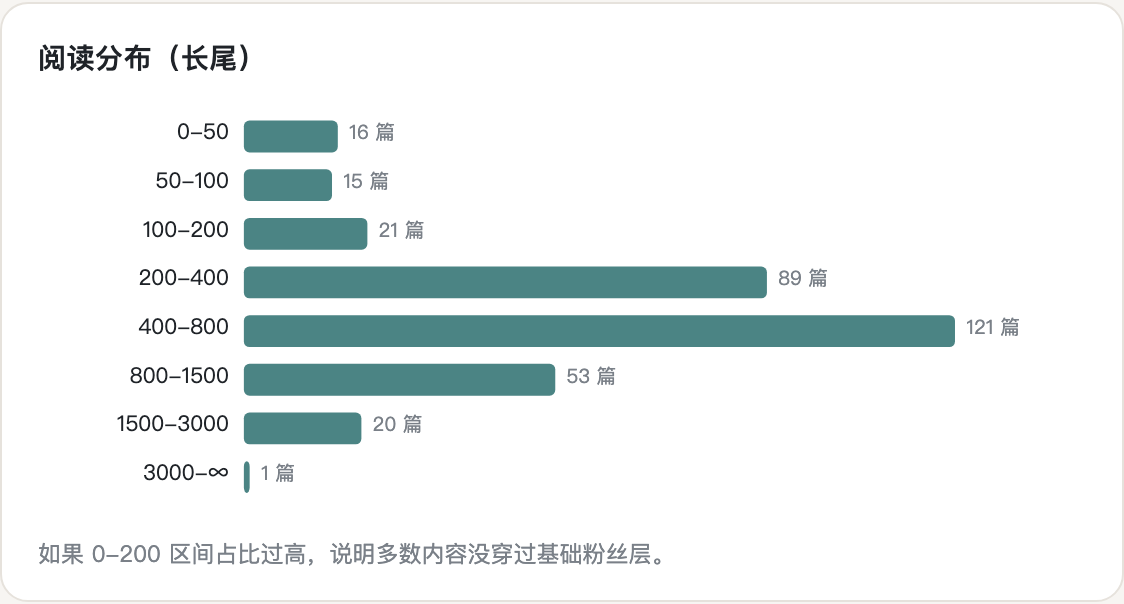 阅读分布（长尾）
0–50 16 篇
50–100 15 篇
100–200 21 篇
200–400 89 篇
400–800 121 篇
800–1500 53 篇
1500–3000 20 篇
3000–∞ 1 篇
如果 0–200 区间占比过高，说明多数内容没穿过基础粉丝层。